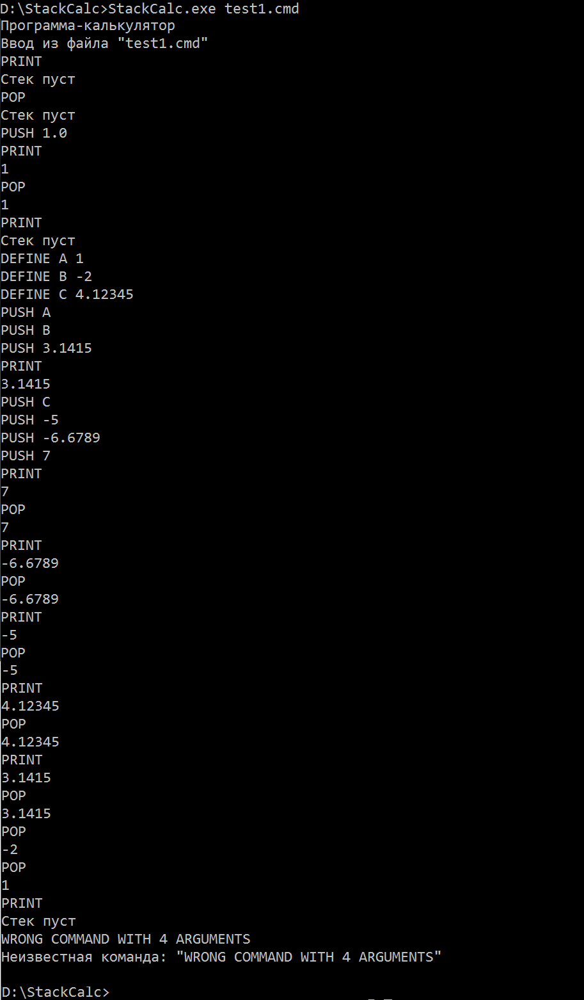 D:\StackCalc>StackCalc.exe test1.cmd
Программа-калькулятор
Ввод из файла "test1.cmd"
PRINT
Стек пуст
POP
Стек пуст
PUSH 1.0
PRINT
1
POP
1
PRINT
Стек пуст
DEFINE A 1
DEFINE B -2
DEFINE C 4.12345
PUSH A
PUSH B
PUSH 3.1415
PRINT
3.1415
PUSH C
PUSH -5
PUSH -6.6789
PUSH 7
PRINT
7
POP
7
PRINT
-6.6789
POP
-6.6789
PRINT
-5
POP
-5
PRINT
4.12345
POP
4.12345
PRINT
3.1415
POP
3.1415
POP
-2
POP
1
PRINT
Стек пуст
WRONG COMMAND WITH 4 ARGUMENTS
Неизвестная команда: "WRONG COMMAND WITH 4 ARGUMENTS"
D:\StackCalc>